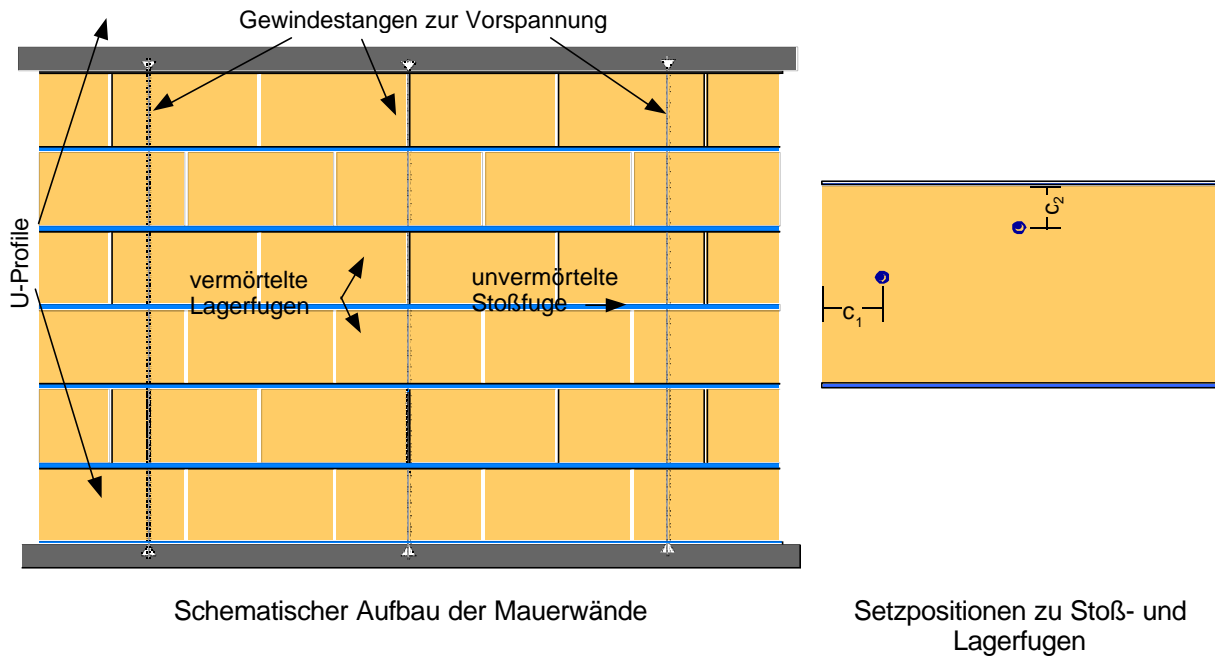 Gewindestangen zur Vorspannung
U-Profile
vermörtelte
Lagerfugen
unvermörtelte
Stoßfuge
c1
c2
Schematischer Aufbau der Mauerwände
Setzpositionen zu Stoß- und
Lagerfugen